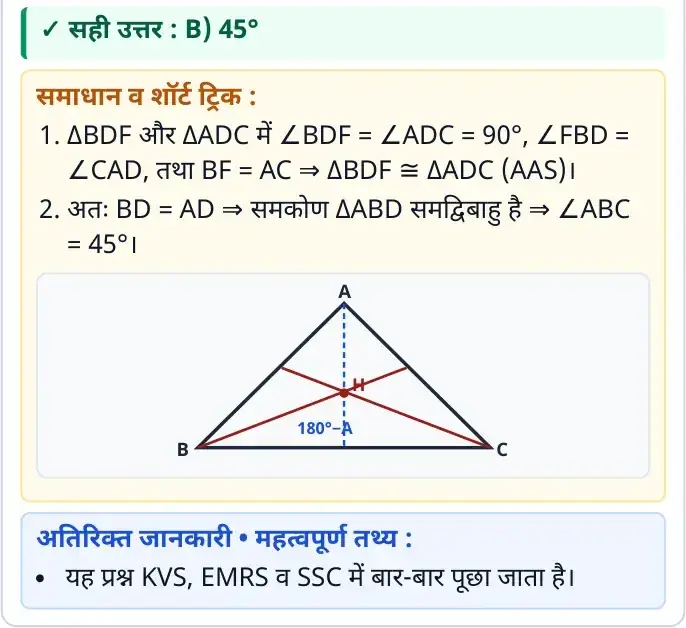 ✓ सही उत्तर : B) 45°
समाधान व शॉर्ट ट्रिक :
1. ΔBDF और ΔADC में ∠BDF = ∠ADC = 90°, ∠FBD =
∠CAD, तथा BF = AC ⇒ ΔBDF ≅ ΔADC (AAS)।
2. अतः BD = AD ⇒ समकोण ΔABD समद्विबाहु है ⇒ ∠ABC
= 45°।
A
H
180°−A
B
C
अतिरिक्त जानकारी • महत्वपूर्ण तथ्य :
• यह प्रश्न KVS, EMRS व SSC में बार-बार पूछा जाता है।